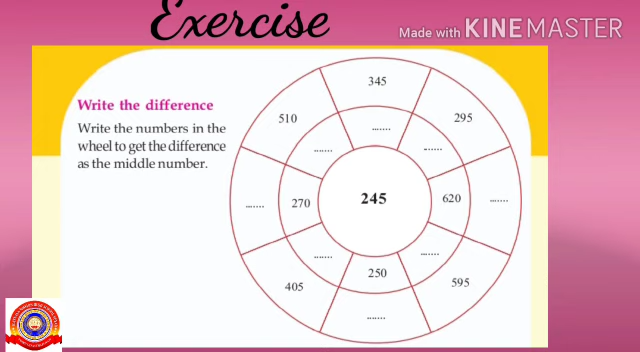 Exercise
Made with KINEMASTER
Write the difference
Write the numbers in the
wheel to get the difference
as the middle number.
345
510
295
.......
.......
.......
.......
270
245
620
.......
.......
.......
405
250
595
.......